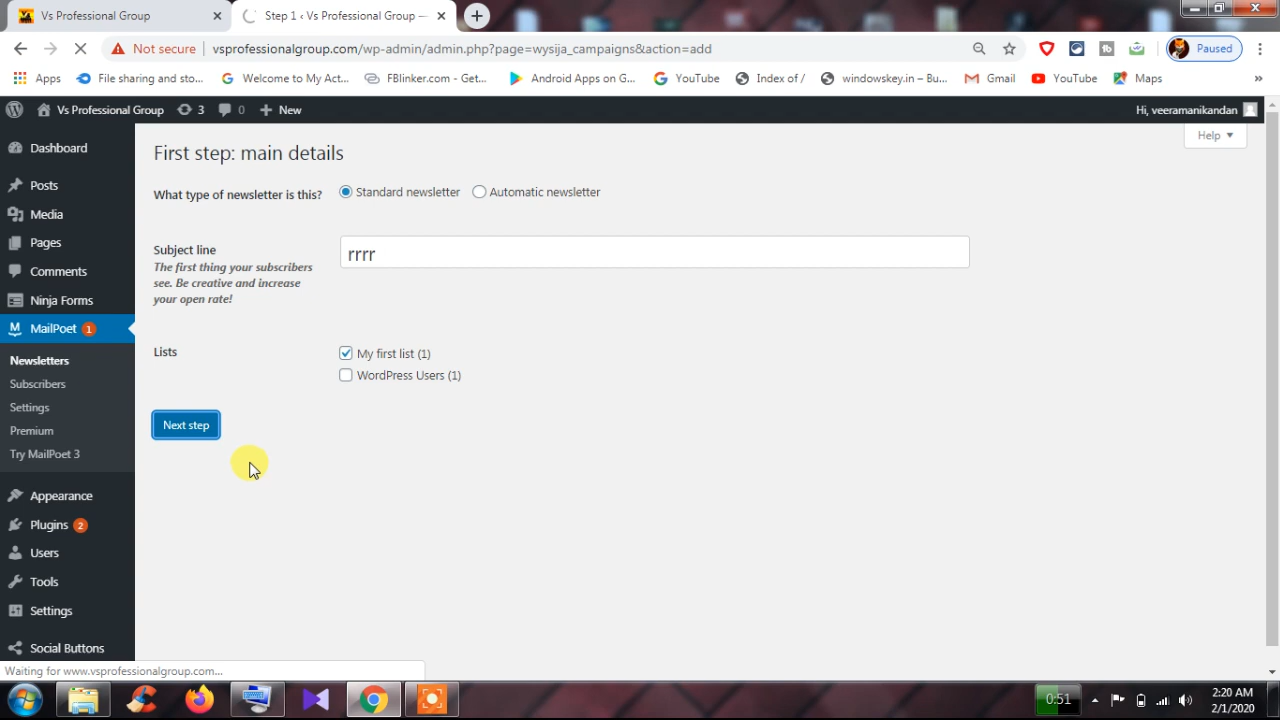 Vs Professional Group
Step 1 ‹ Vs Professional Group —
Not secure
vsprofessionalgroup.com/wp-admin/admin.php?page=wysija_campaigns&action=add
Paused
Apps
File sharing and sto...
Welcome to My Act...
FBlinker.com - Get...
Android Apps on G...
YouTube
Index of /
windowskey.in – Bu...
Gmail
YouTube
Maps
»
Vs Professional Group
3
0
New
Hi, veeramanikandan
Help
Dashboard
Posts
Media
Pages
Comments
Ninja Forms
MailPoet 1
Newsletters
Subscribers
Settings
Premium
Try MailPoet 3
Appearance
Plugins 2
Users
Tools
Settings
Social Buttons
First step: main details
What type of newsletter is this?
Standard newsletter
Automatic newsletter
Subject line
The first thing your subscribers
see. Be creative and increase
your open rate!
rrrr
Lists
My first list (1)
WordPress Users (1)
Next step
Waiting for www.vsprofessionalgroup.com...
0:51
2:20 AM
2/1/2020